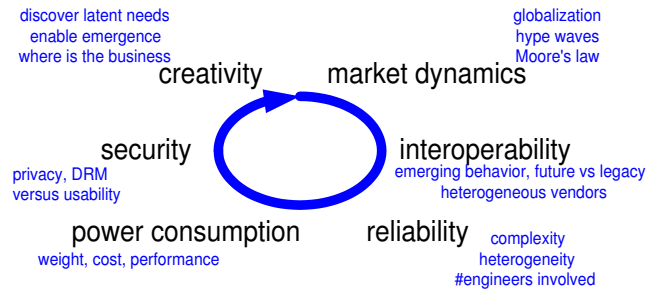 discover latent needs
enable emergence
where is the business
creativity
globalization
hype waves
Moore's law
market dynamics
security
privacy, DRM
versus usability
interoperability
emerging behavior, future vs legacy
heterogeneous vendors
power consumption
weight, cost, performance
reliability
complexity
heterogeneity
#engineers involved